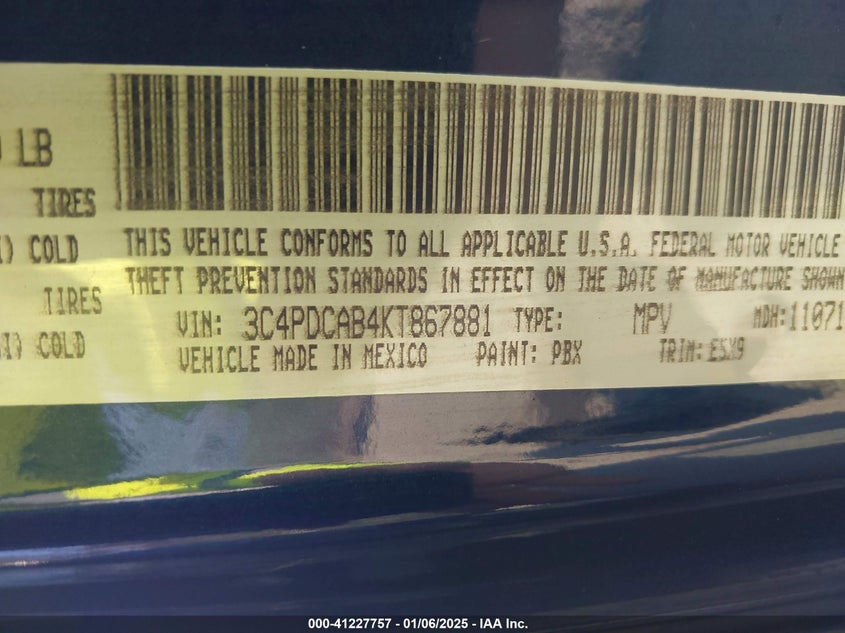 LB
TIRES
COLD
TIRES
COLD
THIS VEHICLE CONFORMS TO ALL APPLICABLE U.S.A. FEDERAL MOTOR VEHICLE
THEFT PREVENTION STANDARDS IN EFFECT ON THE DATE OF MANUFACTURE SHOWN
VIN: 3C4PDCAB4KT867881 TYPE: MPV MDH:11071
VEHICLE MADE IN MEXICO PAINT: PBX TRIM: E5X9
000-41227757 - 01/06/2025 - IAA Inc.